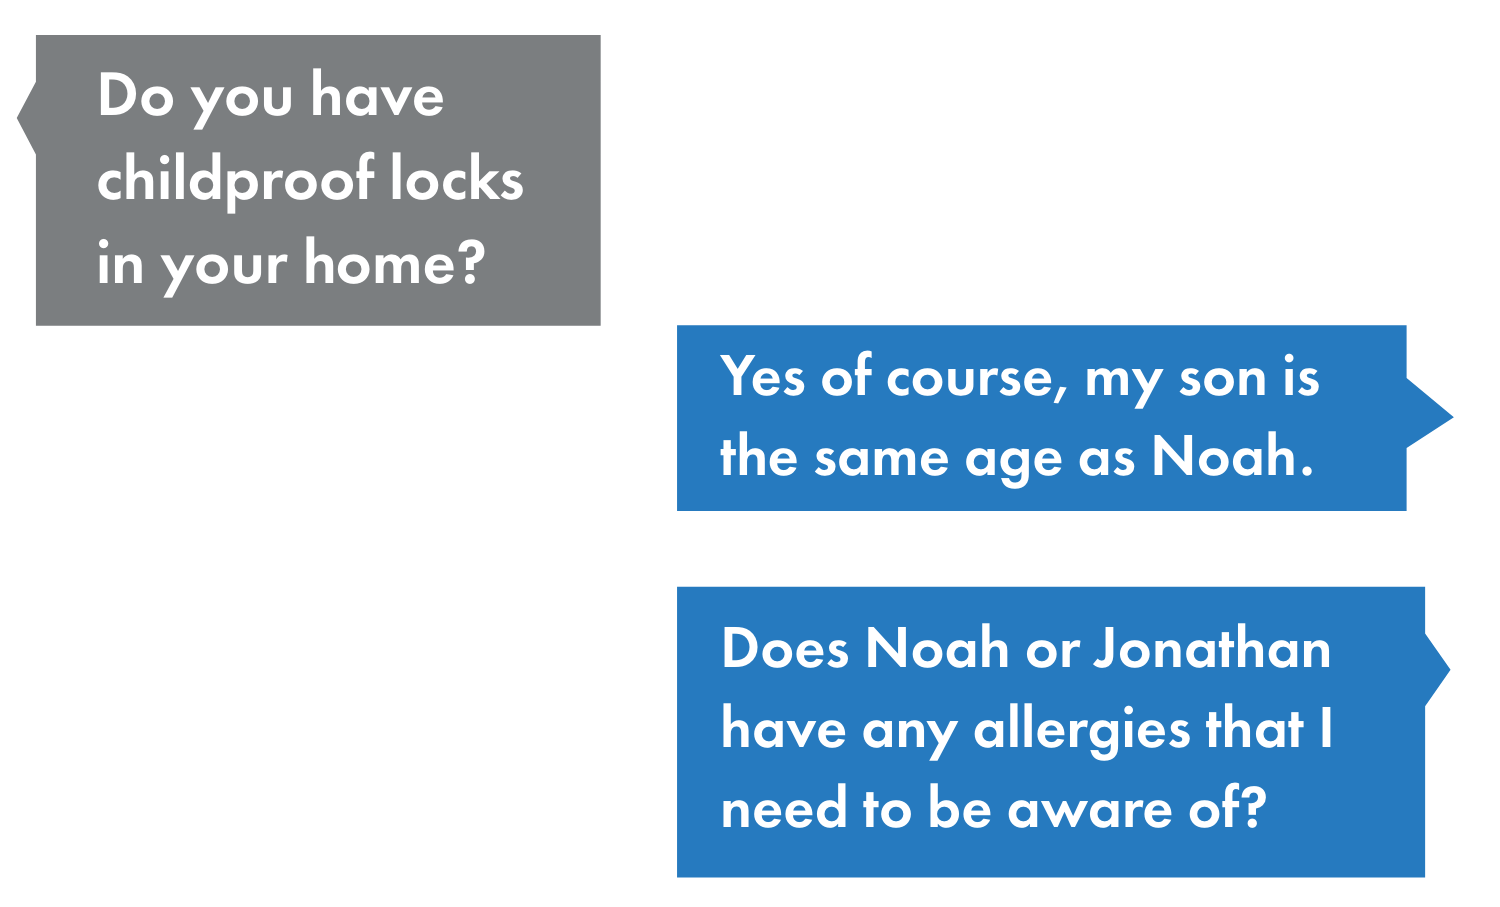 Do you have
childproof locks
in your home?
Yes of course, my son is
the same age as Noah.
Does Noah or Jonathan
have any allergies that I
need to be aware of?